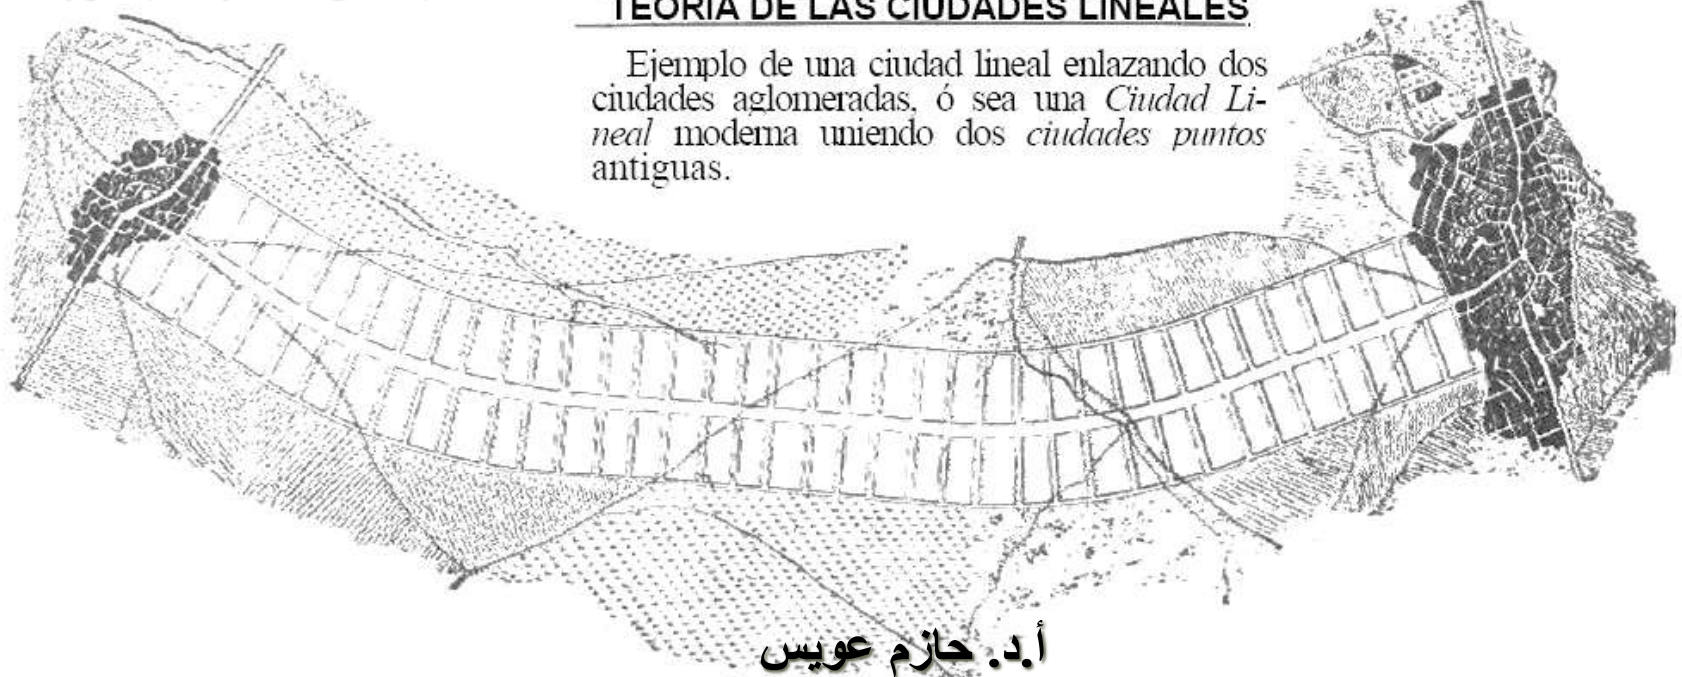 TEORIA DE LAS CIUDADES LINEALES
Ejemplo de una ciudad lineal enlazando dos
ciudades aglomeradas, ó sea una Ciudad Li-
neal moderna uniendo dos ciudades puntos
antiguas.
أ.د. حازم عويس